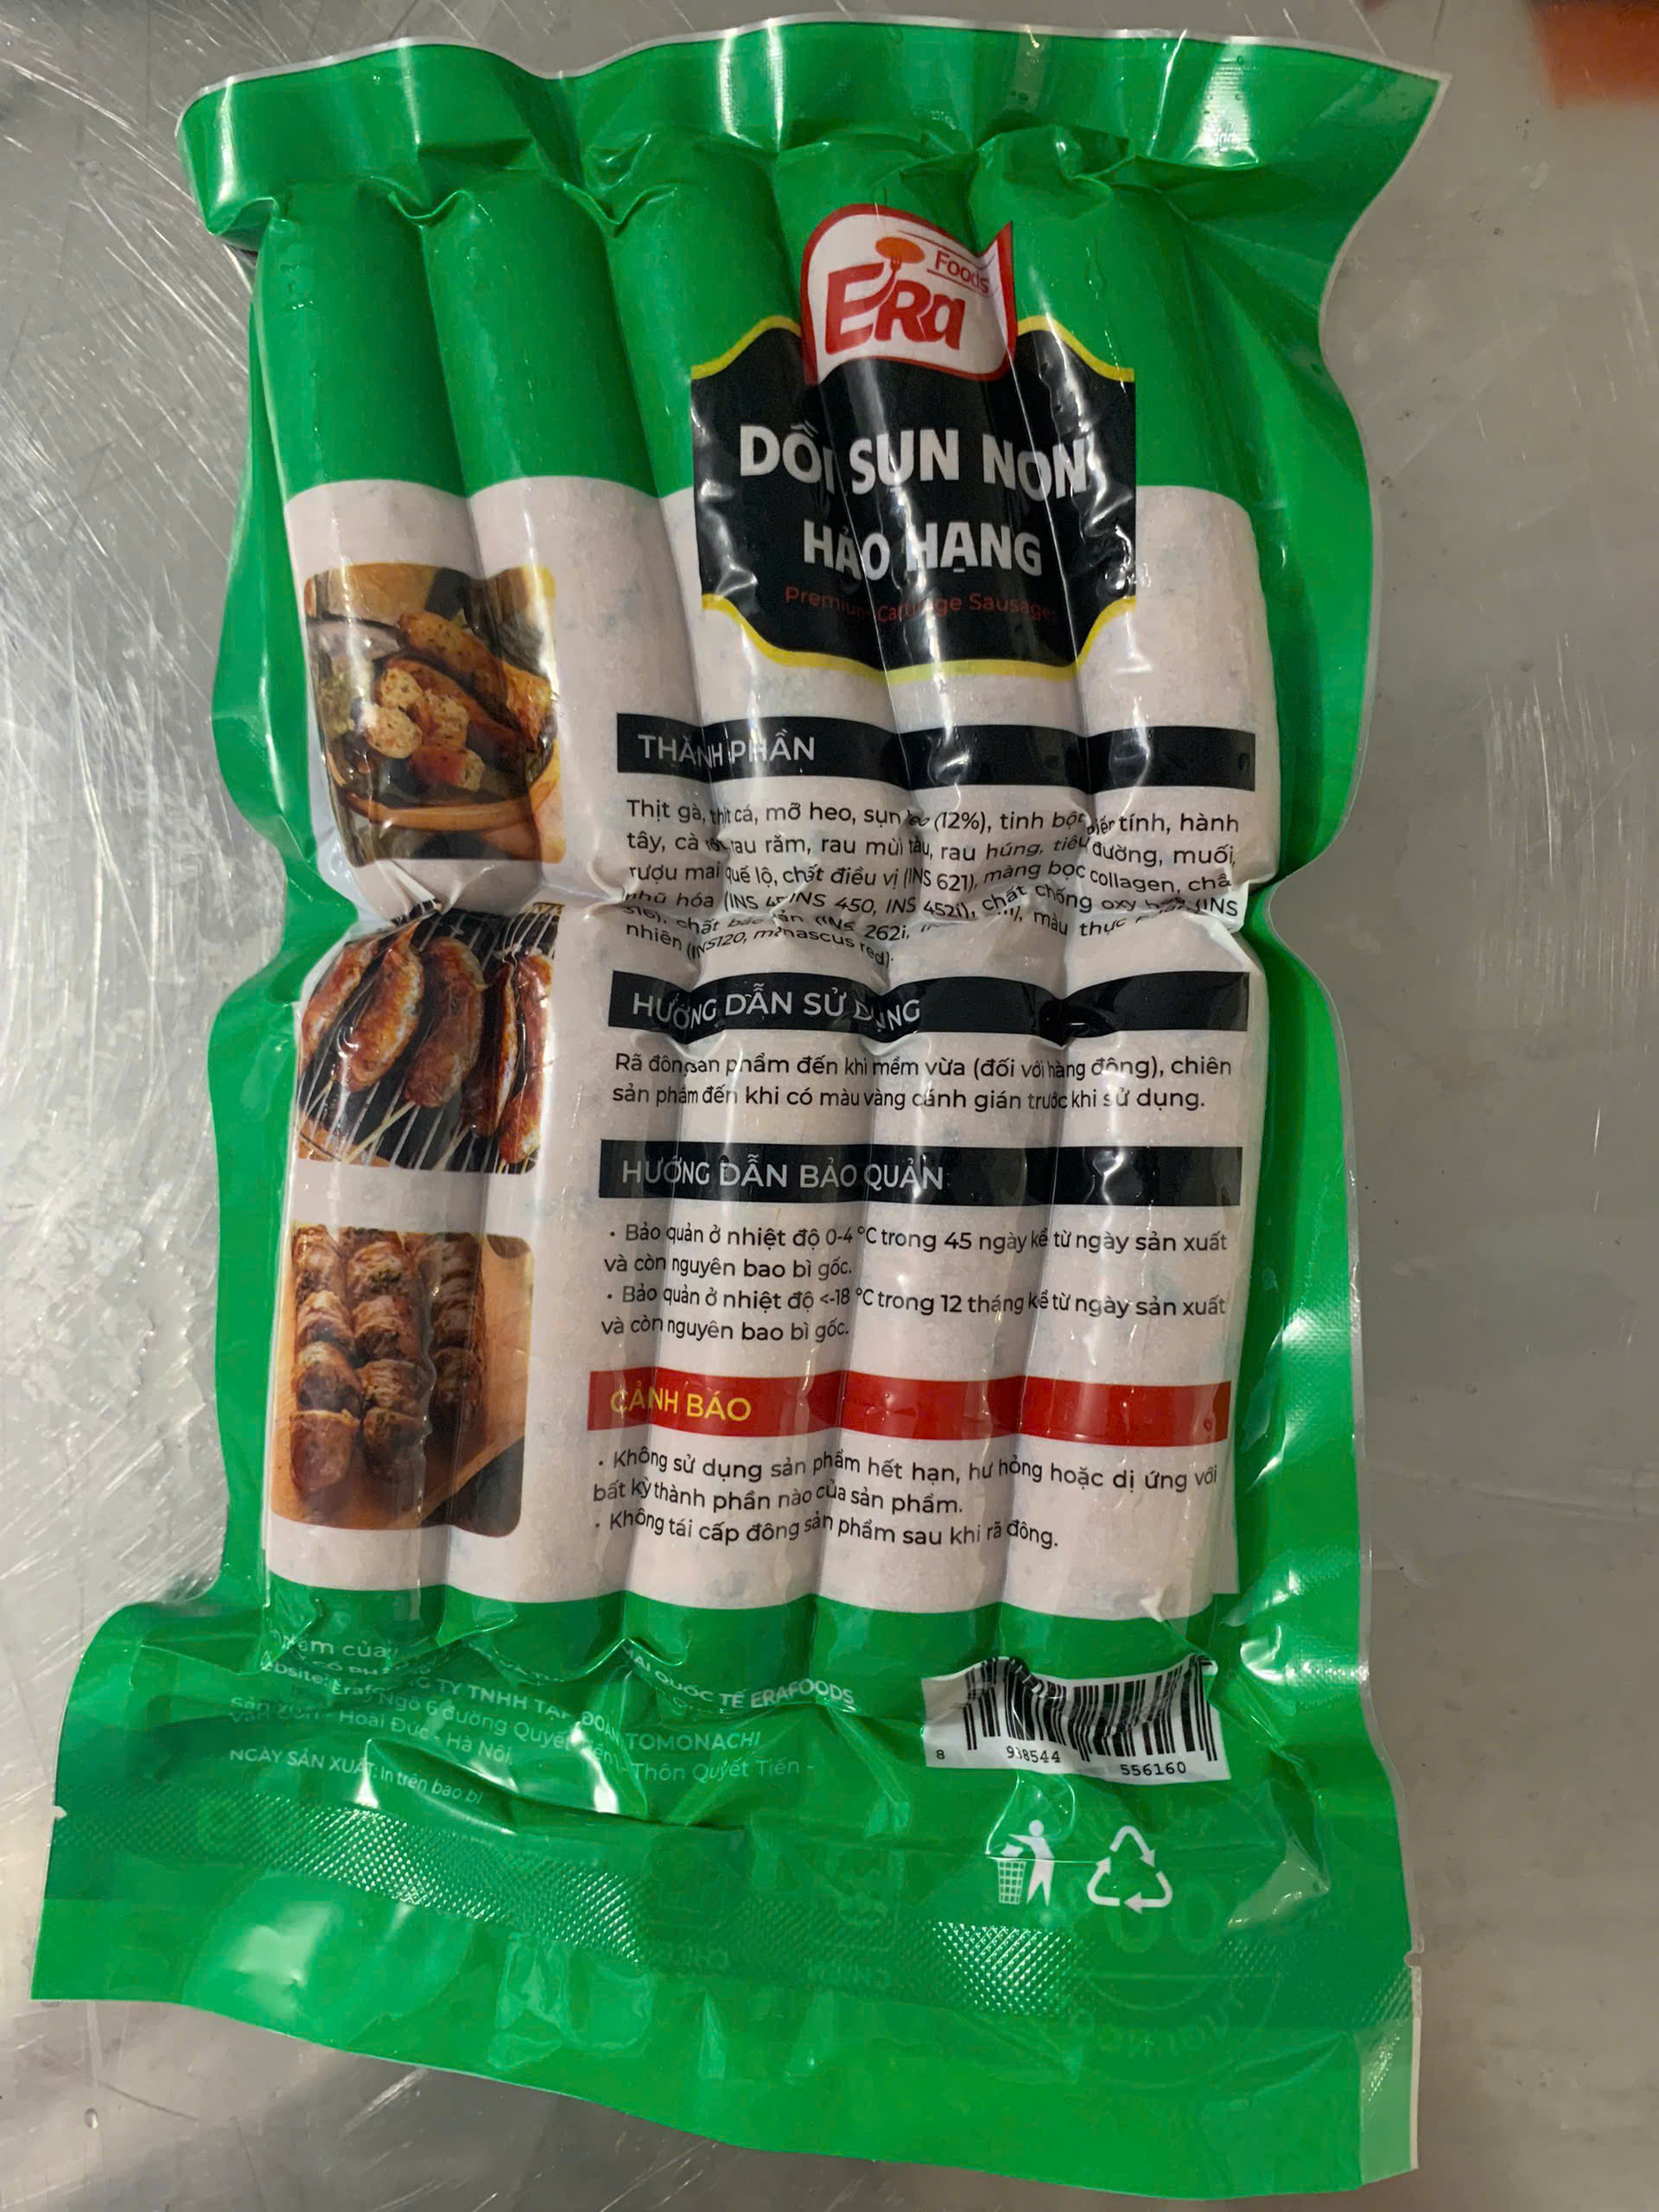 Foods
ERa
DỒI SỤN NON
HẢO HẠNG
Premium Cartilage Sausage
THÀNH PHẦN
Thịt gà, thịt cá, mỡ heo, sụn heo (12%), tinh bột biến tính, hành
tây, cà rốt, rau răm, rau mùi tàu, rau húng, tiêu, đường, muối,
rượu mai quế lộ, chất điều vị (INS 621), màng bọc collagen, chất
nhũ hóa (INS INS 450, INS 452i), chất chống oxy hóa (INS
316), chất bảo quản (INS 262i, màu thực
nhiên (INS120, monascus red).
HƯỚNG DẪN SỬ DỤNG
Rã đông sản phẩm đến khi mềm vừa (đối với hàng đông), chiên
sản phẩm đến khi có màu vàng cánh gián trước khi sử dụng.
HƯỚNG DẪN BẢO QUẢN
• Bảo quản ở nhiệt độ 0-4 °C trong 45 ngày kể từ ngày sản xuất
và còn nguyên bao bì gốc.
• Bảo quản ở nhiệt độ <-18 °C trong 12 tháng kể từ ngày sản xuất
và còn nguyên bao bì gốc.
CẢNH BÁO
• Không sử dụng sản phẩm hết hạn, hư hỏng hoặc dị ứng với
bất kỳ thành phần nào của sản phẩm.
• Không tái cấp đông sản phẩm sau khi rã đông.
của
QUỐC TẾ ERAFOODS
TY TNHH TẬP ĐOÀN TOMONACHI
Ngõ 6 đường Quyết Tiến - Thôn Quyết Tiến -
Hoài Đức - Hà Nội
NGÀY SẢN XUẤT: In trên bao bì
8 938544 556160